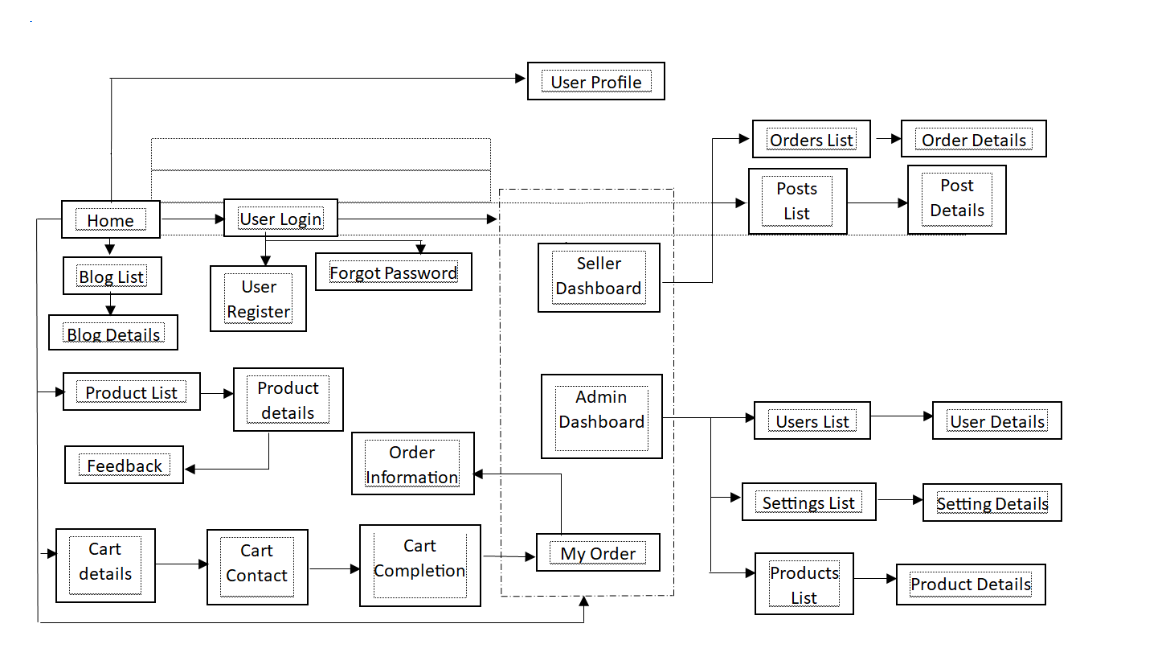 User Profile
Orders List
Order Details
Posts
List
Post
Details
Home
User Login
Blog List
User
Register
Forgot Password
Seller
Dashboard
Blog Details
Product List
Product
details
Admin
Dashboard
Users List
User Details
Feedback
Order
Information
Settings List
Setting Details
Cart
details
Cart
Contact
Cart
Completion
My Order
Products
List
Product Details